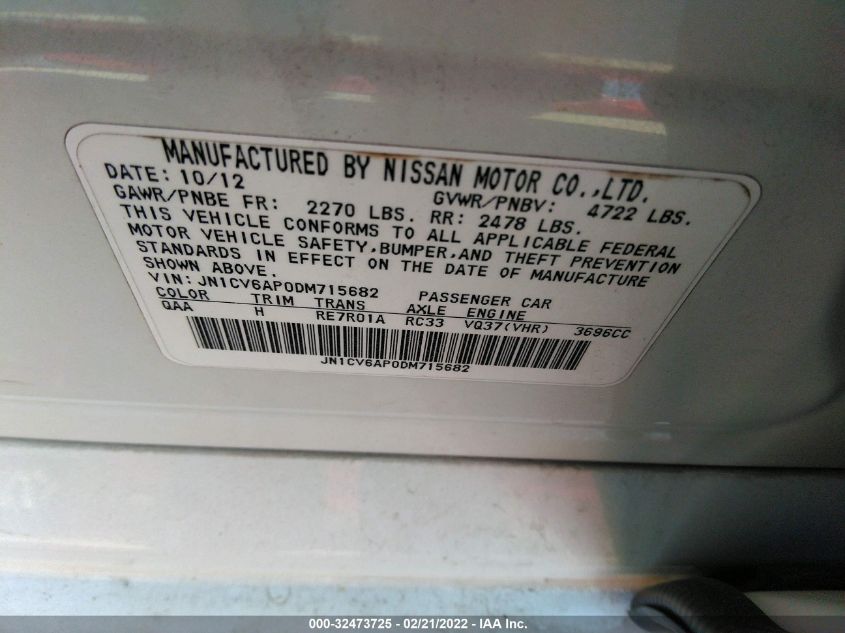 MANUFACTURED BY NISSAN MOTOR CO.,LTD.
DATE: 10/12 GVWR/PNBV: 4722 LBS.
GAWR/PNBE FR: 2270 LBS. RR: 2478 LBS.
THIS VEHICLE CONFORMS TO ALL APPLICABLE FEDERAL
MOTOR VEHICLE SAFETY,BUMPER,AND THEFT PREVENTION
STANDARDS IN EFFECT ON THE DATE OF MANUFACTURE
SHOWN ABOVE.
VIN: JN1CV6AP0DM715682 PASSENGER CAR
COLOR TRIM TRANS AXLE ENGINE
QAA H RE7R01A RC33 VQ37(VHR) 3696CC
JN1CV6AP0DM715682
000-32473725 - 02/21/2022 - IAA Inc.